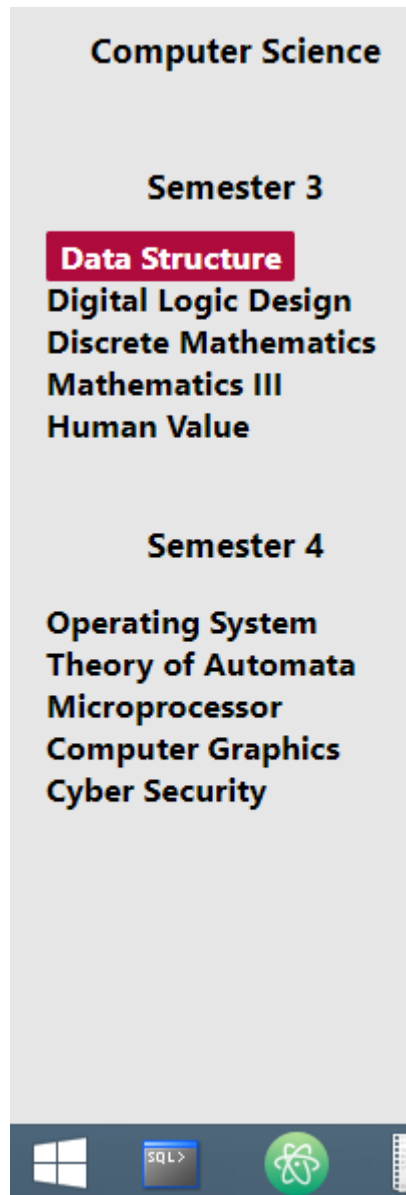 Computer Science
Semester 3
Data Structure
Digital Logic Design
Discrete Mathematics
Mathematics III
Human Value
Semester 4
Operating System
Theory of Automata
Microprocessor
Computer Graphics
Cyber Security
SQL>